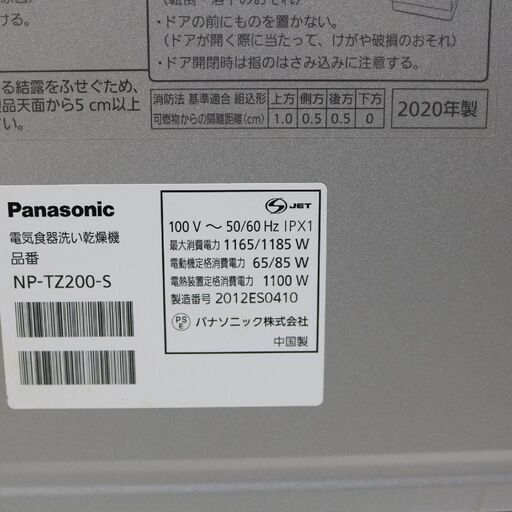 ・ドアの前にものを置かない。
(ドアが開く際に当たって、けがや破損のおそれ)
・ドア開閉時は指のはさみ込みに注意する。
ける。
る結露をふせぐため、
品天面から5 cm以上
さい。
消防法 基準適合 組込形 上方 側方 後方 下方
可燃物からの隔離距離(cm) 1.0 0.5 0.5 0
2020年製
Panasonic
電気食器洗い乾燥機
品番
NP-TZ200-S
S JET
100 V ～ 50/60 Hz IPX1
最大消費電力 1165/1185 W
電動機定格消費電力 65/85 W
電熱装置定格消費電力 1100 W
製造番号 2012ES0410
PSE パナソニック株式会社
中国製